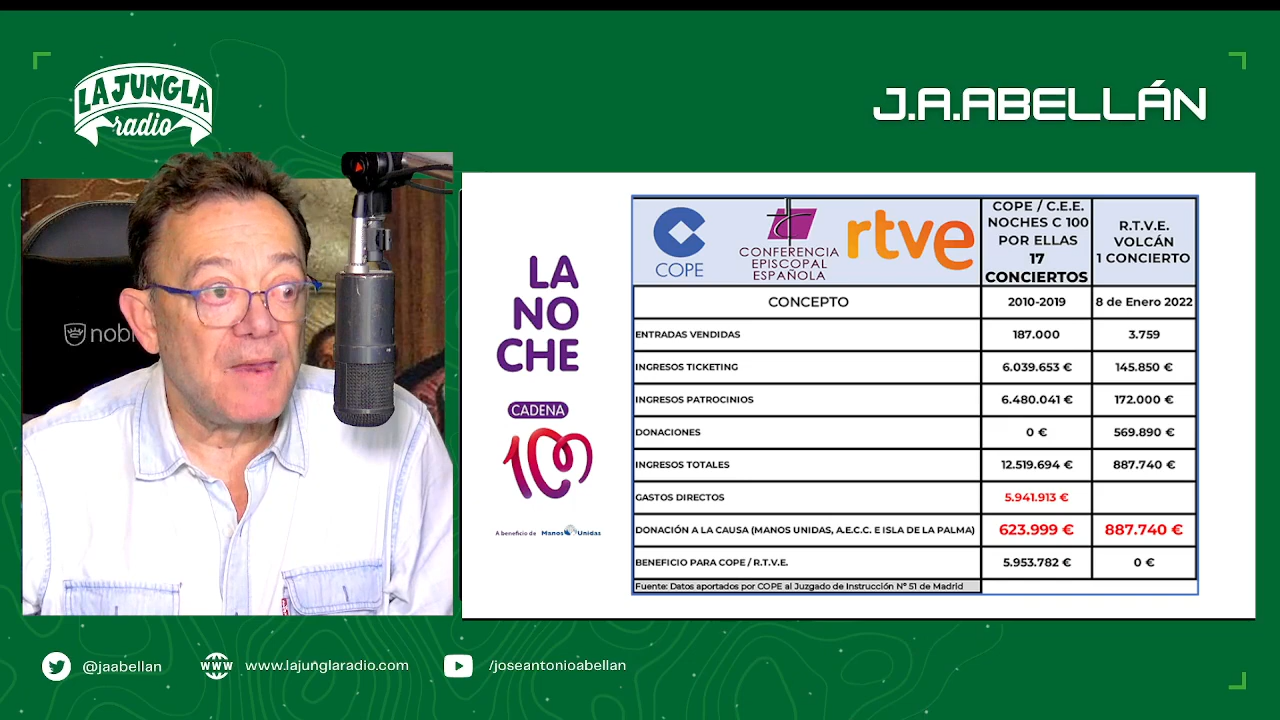 LA JUNGLA
radio
J.A.ABELLÁN
LA
NO
CHE
CADENA
100
A beneficio de Manos Unidas
COPE
CONFERENCIA
EPISCOPAL
ESPAÑOLA
rtve
COPE / C.E.E.
NOCHES C 100
POR ELLAS
17
CONCIERTOS
R.T.V.E.
VOLCÁN
1 CONCIERTO
CONCEPTO 2010-2019 8 de Enero 2022
ENTRADAS VENDIDAS 187.000 3.759
INGRESOS TICKETING 6.039.653 € 145.850 €
INGRESOS PATROCINIOS 6.480.041 € 172.000 €
DONACIONES 0 € 569.890 €
INGRESOS TOTALES 12.519.694 € 887.740 €
GASTOS DIRECTOS 5.941.913 €
DONACIÓN A LA CAUSA (MANOS UNIDAS, A.E.C.C. E ISLA DE LA PALMA) 623.999 € 887.740 €
BENEFICIO PARA COPE / R.T.V.E. 5.953.782 € 0 €
Fuente: Datos aportados por COPE al Juzgado de Instrucción Nº 51 de Madrid
@jaabellan
www www.lajunglaradio.com
/joseantonioabellan